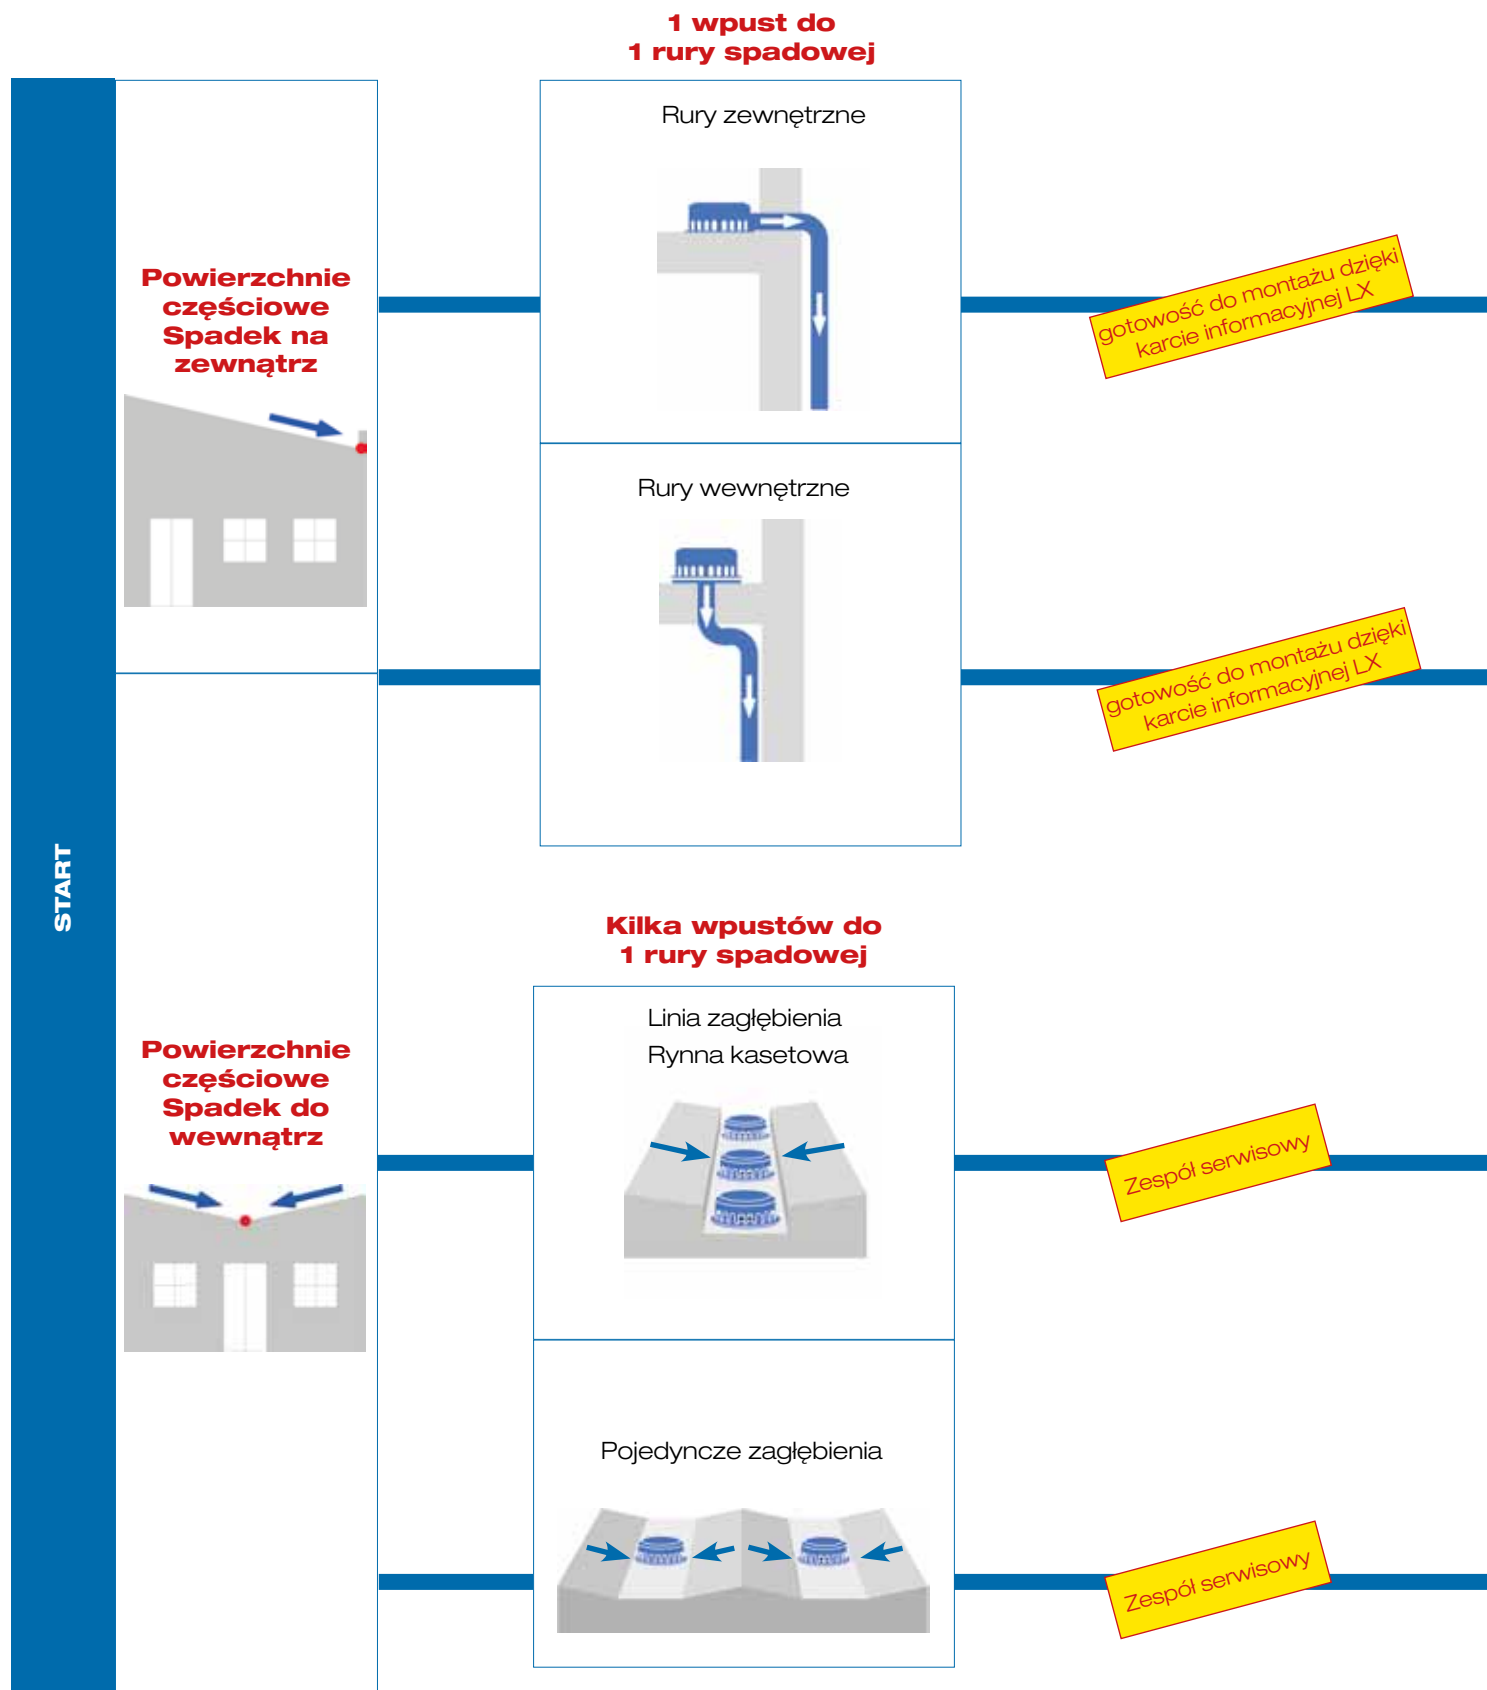 START
Powierzchnie
częściowe
Spadek na
zewnątrz
Powierzchnie
częściowe
Spadek do
wewnątrz
1 wpust do
1 rury spadowej
Rury zewnętrzne
gotowość do montażu dzięki
karcie informacyjnej LX
Rury wewnętrzne
gotowość do montażu dzięki
karcie informacyjnej LX
Kilka wpustów do
1 rury spadowej
Linia zagłębienia
Rynna kasetowa
Zespół serwisowy
Pojedyncze zagłębienia
Zespół serwisowy